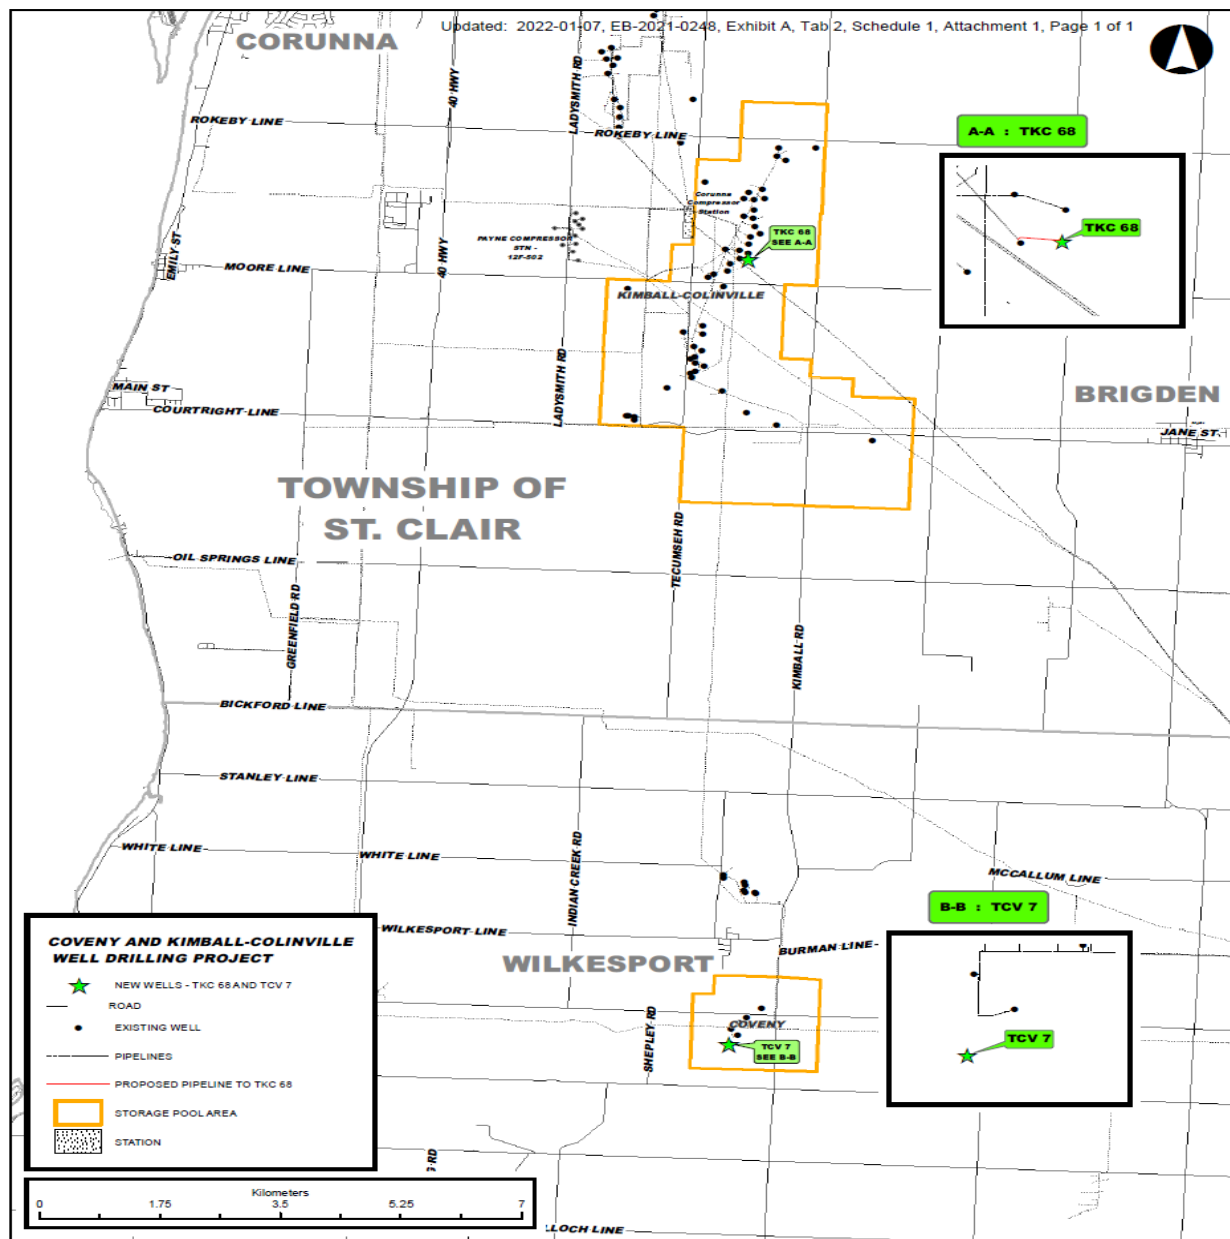 Updated: 2022-01-07, EB-2021-0248, Exhibit A, Tab 2, Schedule 1, Attachment 1, Page 1 of 1
CORUNNA
40 HWY
LADYSMITH RD
ROKEBY LINE
ROKEBY LINE
A-A : TKC 68
TKC 68
Corunna
Compressor
Station
PAYNE COMPRESSOR
STN -
12F-502
TKC 68
SEE A-A
EMILY ST
MOORE LINE
40 HWY
KIMBALL-COLINVILLE
MAIN ST
COURTRIGHT LINE
LADYSMITH RD
BRIGDEN
JANE ST
TOWNSHIP OF
ST. CLAIR
TECUMSEH RD
OIL SPRINGS LINE
GREENFIELD RD
KIMBALL RD
BICKFORD LINE
STANLEY LINE
WHITE LINE
WHITE LINE
INDIAN CREEK RD
MCCALLUM LINE
B-B : TCV 7
WILKESPORT LINE
BURMAN LINE
WILKESPORT
SHEPLEY RD
COVENY
TCV 7
SEE B-B
TCV 7
COVENY AND KIMBALL-COLINVILLE
WELL DRILLING PROJECT
NEW WELLS - TKC 68 AND TCV 7
ROAD
EXISTING WELL
PIPELINES
PROPOSED PIPELINE TO TKC 68
STORAGE POOL AREA
STATION
RD
Kilometers
0 1.75 3.5 5.25 7
LLOCH LINE